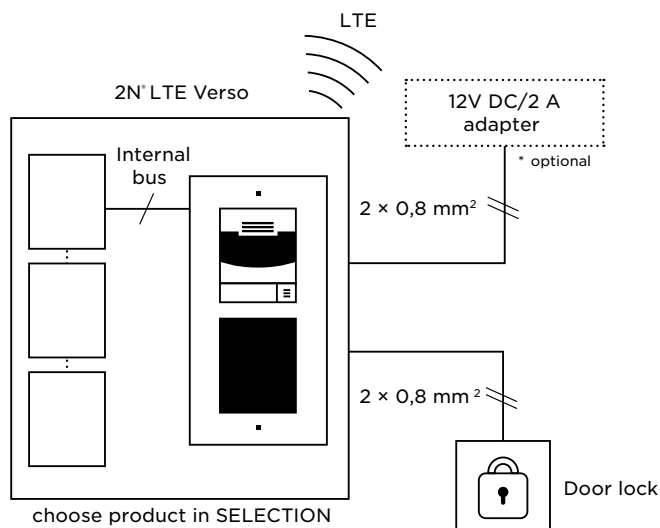 LTE
2N® LTE Verso
12V DC/2 A
adapter
* optional
Internal
bus
2 × 0,8 mm²
2 × 0,8 mm²
Door lock
choose product in SELECTION